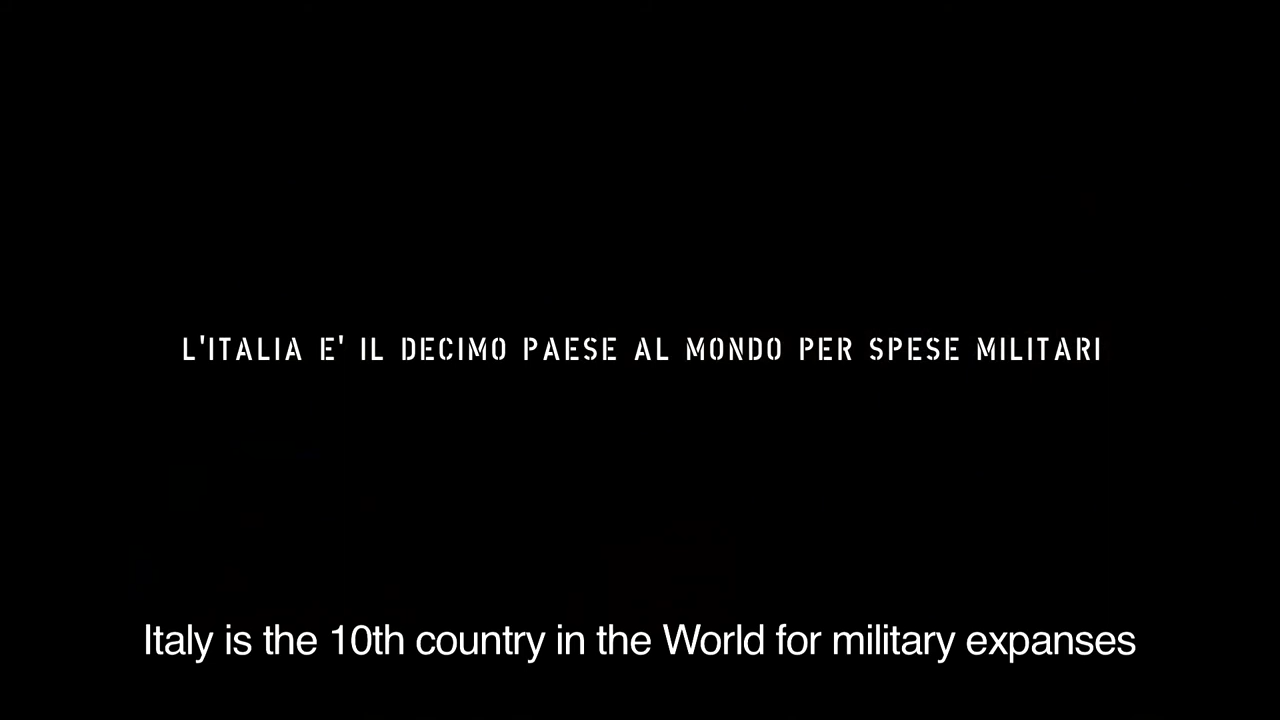 L'ITALIA E' IL DECIMO PAESE AL MONDO PER SPESE MILITARI
Italy is the 10th country in the World for military expanses